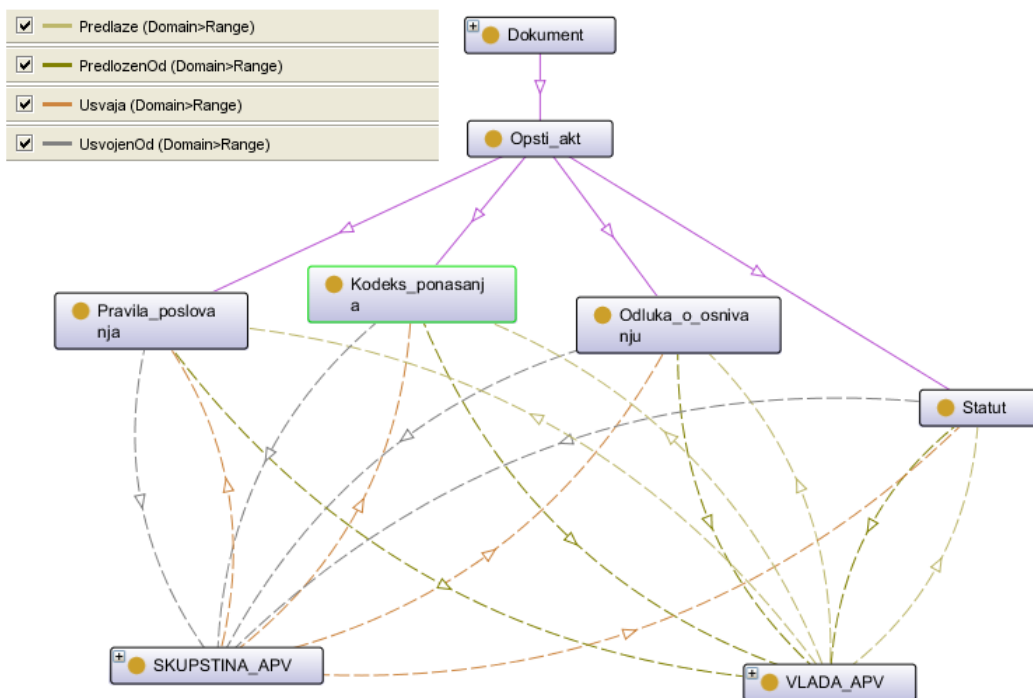 Predlaze (Domain>Range)
PredlozenOd (Domain>Range)
Usvaja (Domain>Range)
UsvojenOd (Domain>Range)
Dokument
Opsti_akt
Pravila_poslova
nja
Kodeks_ponasanj
a
Odluka_o_osniva
nju
Statut
SKUPSTINA_APV
VLADA_APV